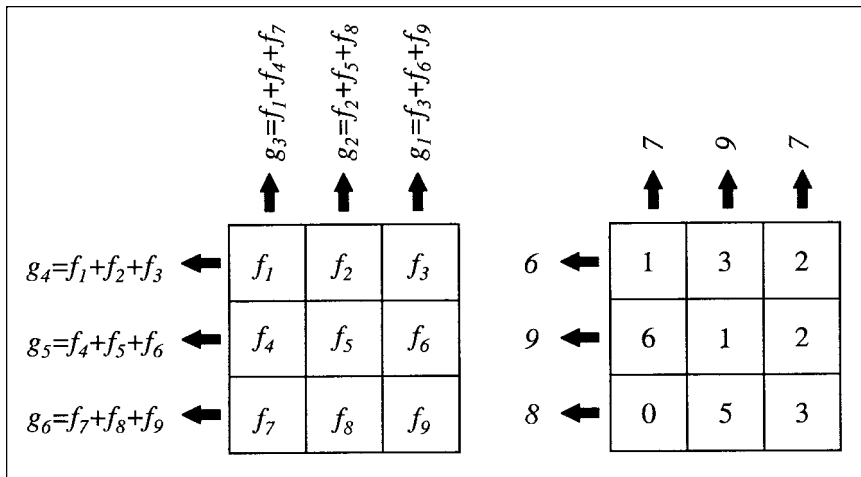 g3=f1+f4+f7
g2=f2+f5+f8
g1=f3+f6+f9
g4=f1+f2+f3
f1 f2 f3
g5=f4+f5+f6
f4 f5 f6
g6=f7+f8+f9
f7 f8 f9
7 9 7
6 1 3 2
9 6 1 2
8 0 5 3